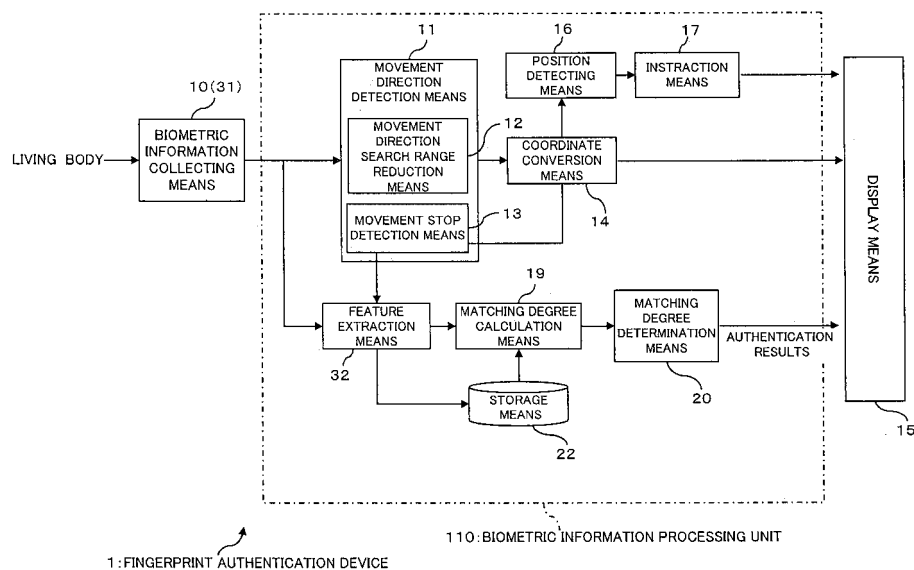 11
MOVEMENT
DIRECTION
DETECTION MEANS
16
POSITION
DETECTING
MEANS
17
INSTRACTION
MEANS
10(31)
BIOMETRIC
INFORMATION
COLLECTING
MEANS
LIVING BODY
12
MOVEMENT
DIRECTION
SEARCH RANGE
REDUCTION
MEANS
COORDINATE
CONVERSION
MEANS
14
13
MOVEMENT STOP
DETECTION MEANS
DISPLAY MEANS
15
FEATURE
EXTRACTION
MEANS
32
19
MATCHING DEGREE
CALCULATION
MEANS
MATCHING
DEGREE
DETERMINATION
MEANS
20
AUTHENTICATION
RESULTS
STORAGE
MEANS
22
110:BIOMETRIC INFORMATION PROCESSING UNIT
1:FINGERPRINT AUTHENTICATION DEVICE